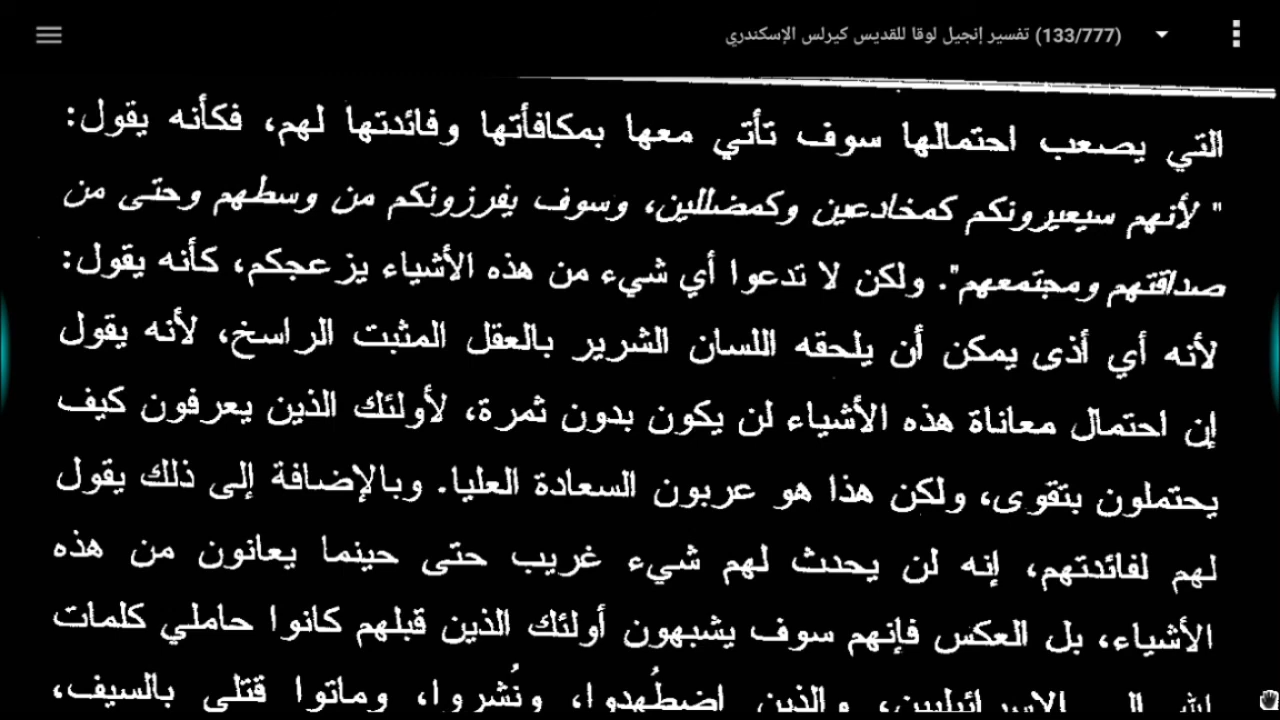 تفسير إنجيل لوقا للقديس كيرلس الإسكندري (133/777)
التي يصعب احتمالها سوف تأتي معها بمكافأتها وفائدتها لهم، فكأنه يقول:
" لأنهم سيعيرونكم كمخادعين وكمضللين، وسوف يفرزونكم من وسطهم وحتى من
صداقتهم ومجتمعهم". ولكن لا تدعوا أي شيء من هذه الأشياء يزعجكم، كأنه يقول:
لأنه أي أذى يمكن أن يلحقه اللسان الشرير بالعقل المثبت الراسخ، لأنه يقول
إن احتمال معاناة هذه الأشياء لن يكون بدون ثمرة، لأولئك الذين يعرفون كيف
يحتملون بتقوى، ولكن هذا هو عربون السعادة العليا. وبالإضافة إلى ذلك يقول
لهم لفائدتهم، إنه لن يحدث لهم شيء غريب حتى حينما يعانون من هذه
الأشياء، بل العكس فإنهم سوف يشبهون أولئك الذين قبلهم كانوا حاملي كلمات
الله إلى الإسرائيليين، والذين اضطُهدوا، ونُشروا، وماتوا قتلى بالسيف،